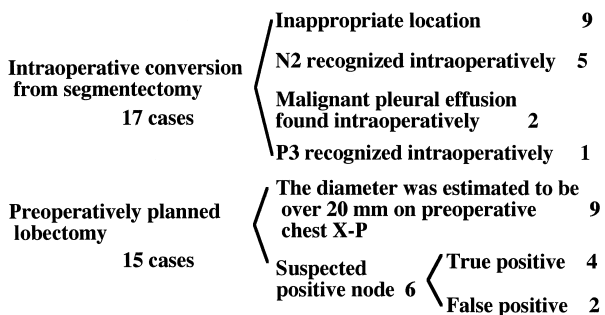 Intraoperative conversion
from segmentectomy
17 cases
Inappropriate location 9
N2 recognized intraoperatively 5
Malignant pleural effusion
found intraoperatively 2
P3 recognized intraoperatively 1
Preoperatively planned
lobectomy
15 cases
The diameter was estimated to be
over 20 mm on preoperative 9
chest X-P
Suspected
positive node 6
True positive 4
False positive 2